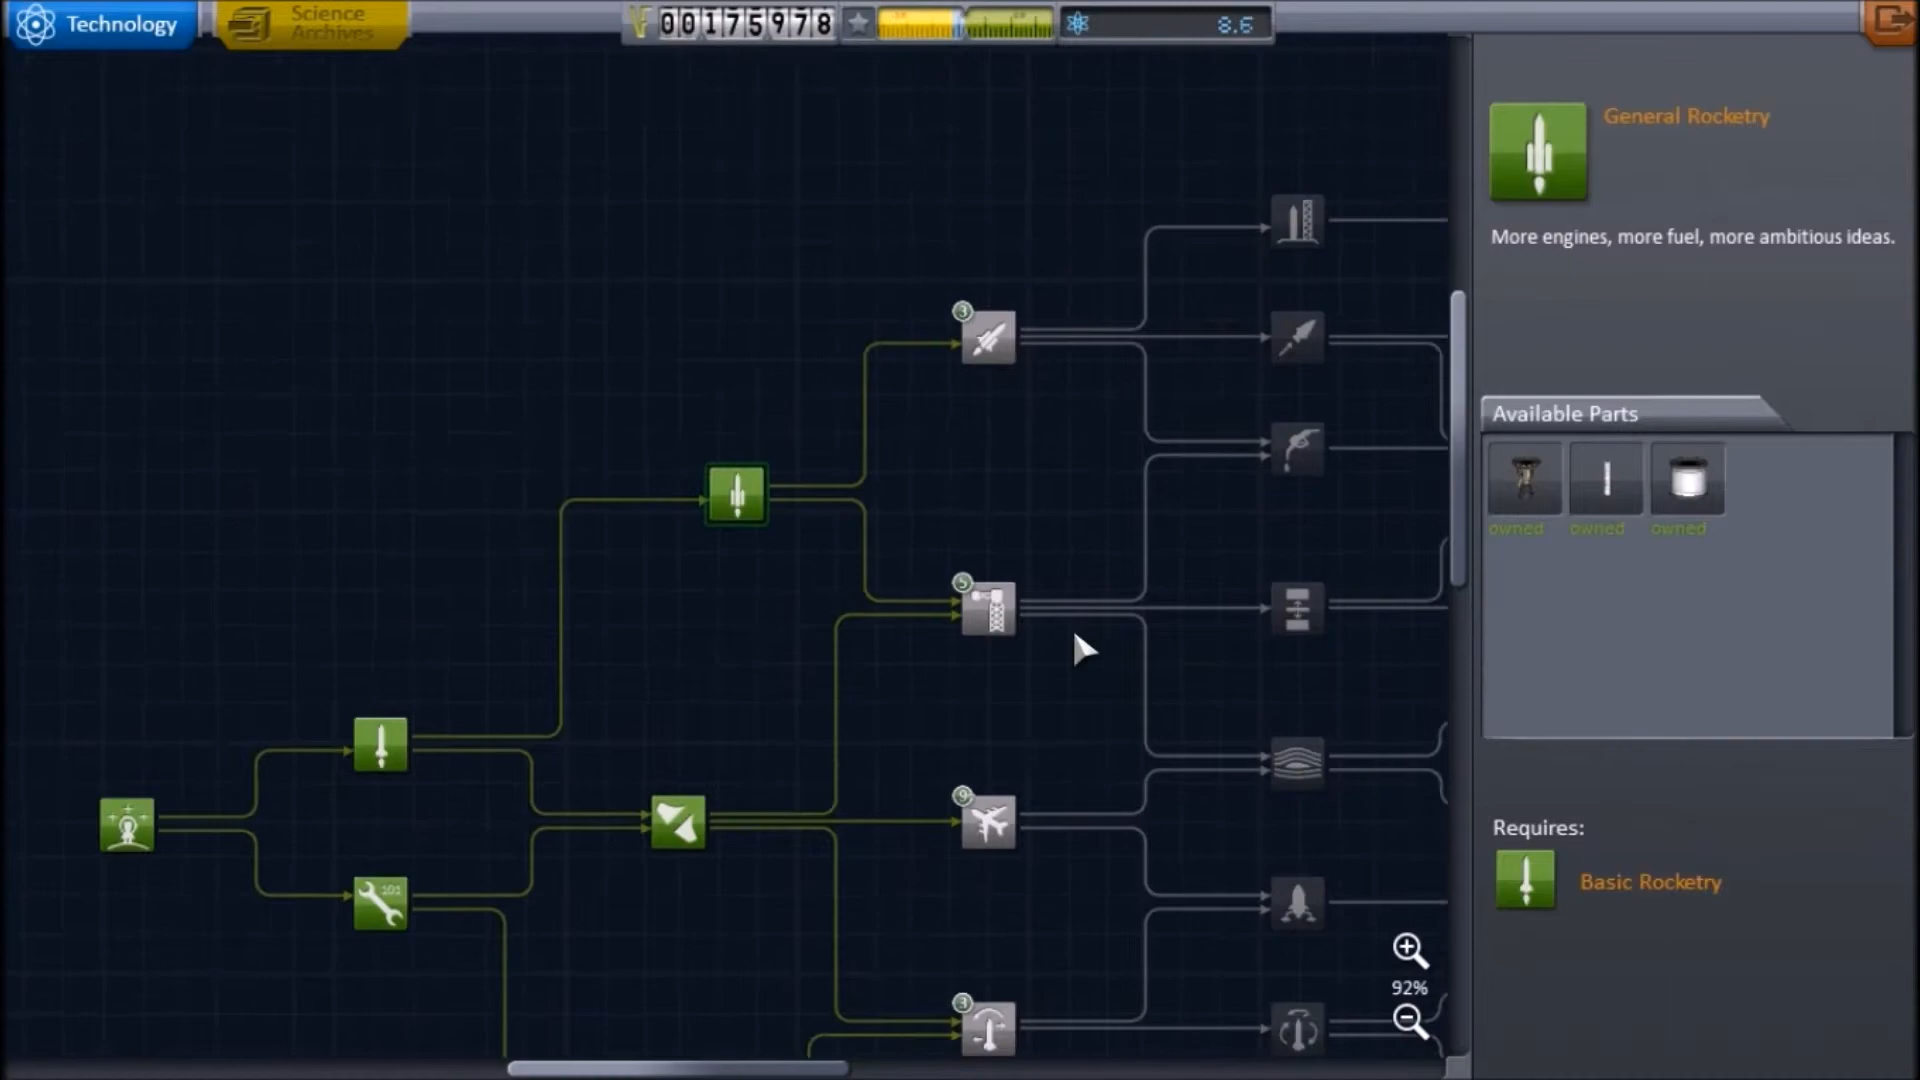 Technology
Science
Archives
00175978
8.6
General Rocketry
More engines, more fuel, more ambitious ideas.
3
5
Available Parts
owned owned owned
101
9
Requires:
Basic Rocketry
92%
3